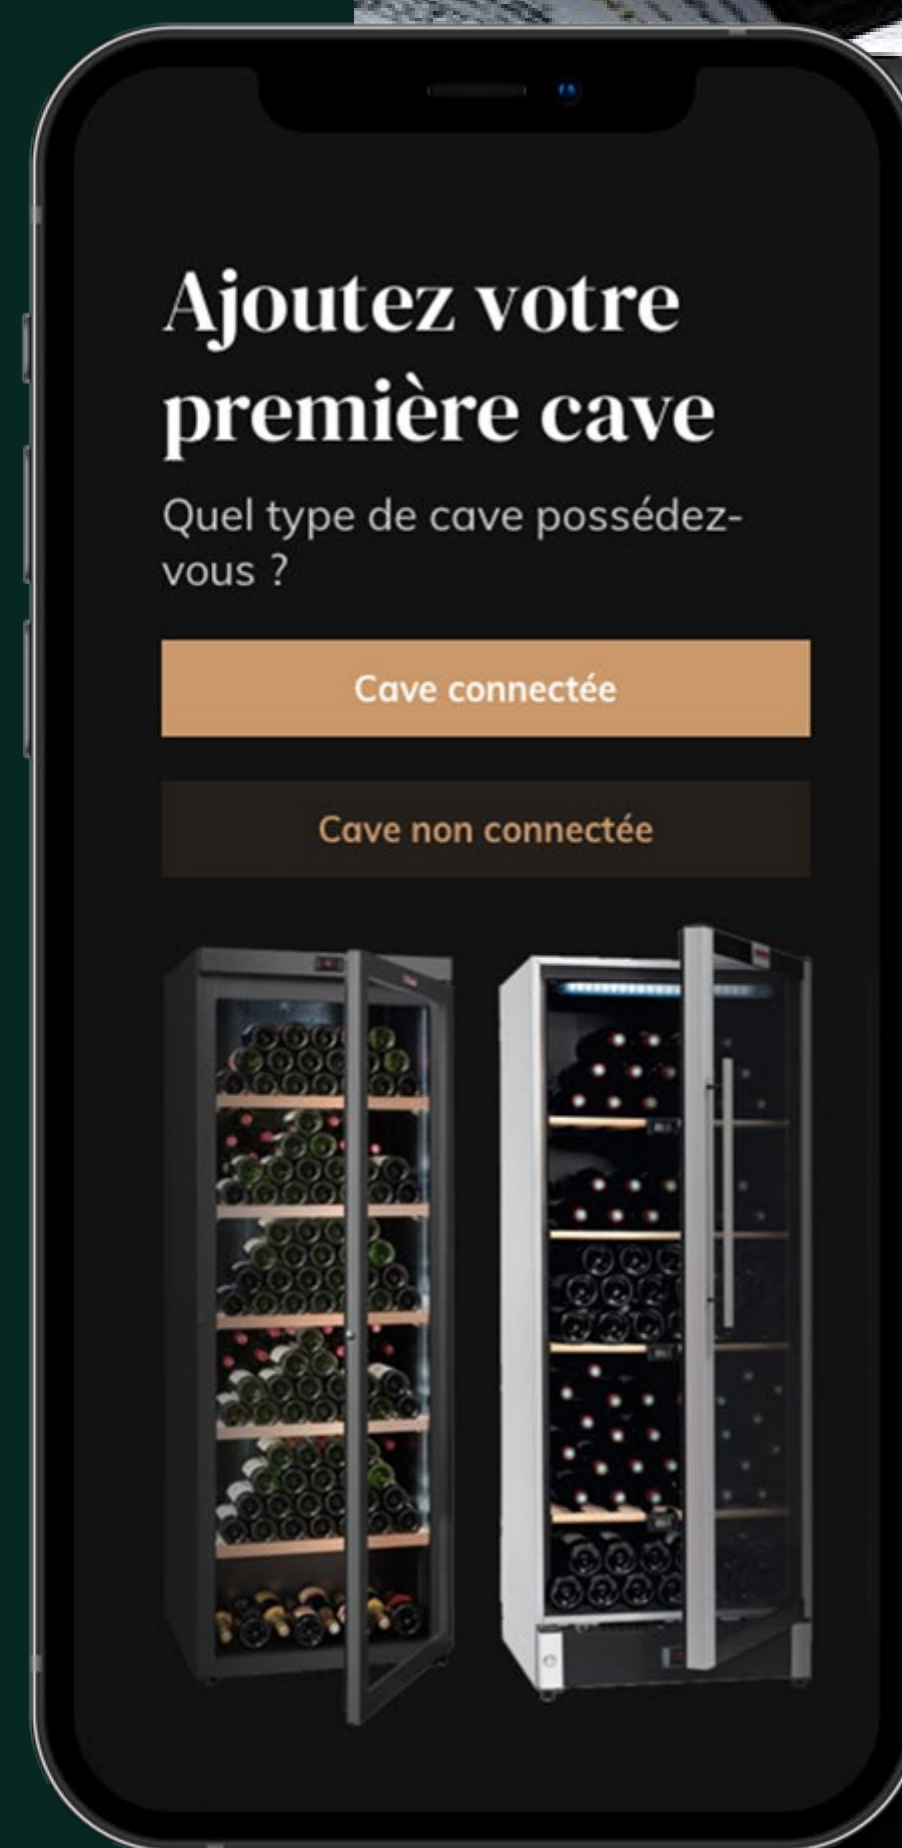 Ajoutez votre
première cave
Quel type de cave possédez-
vous ?
Cave connectée
Cave non connectée